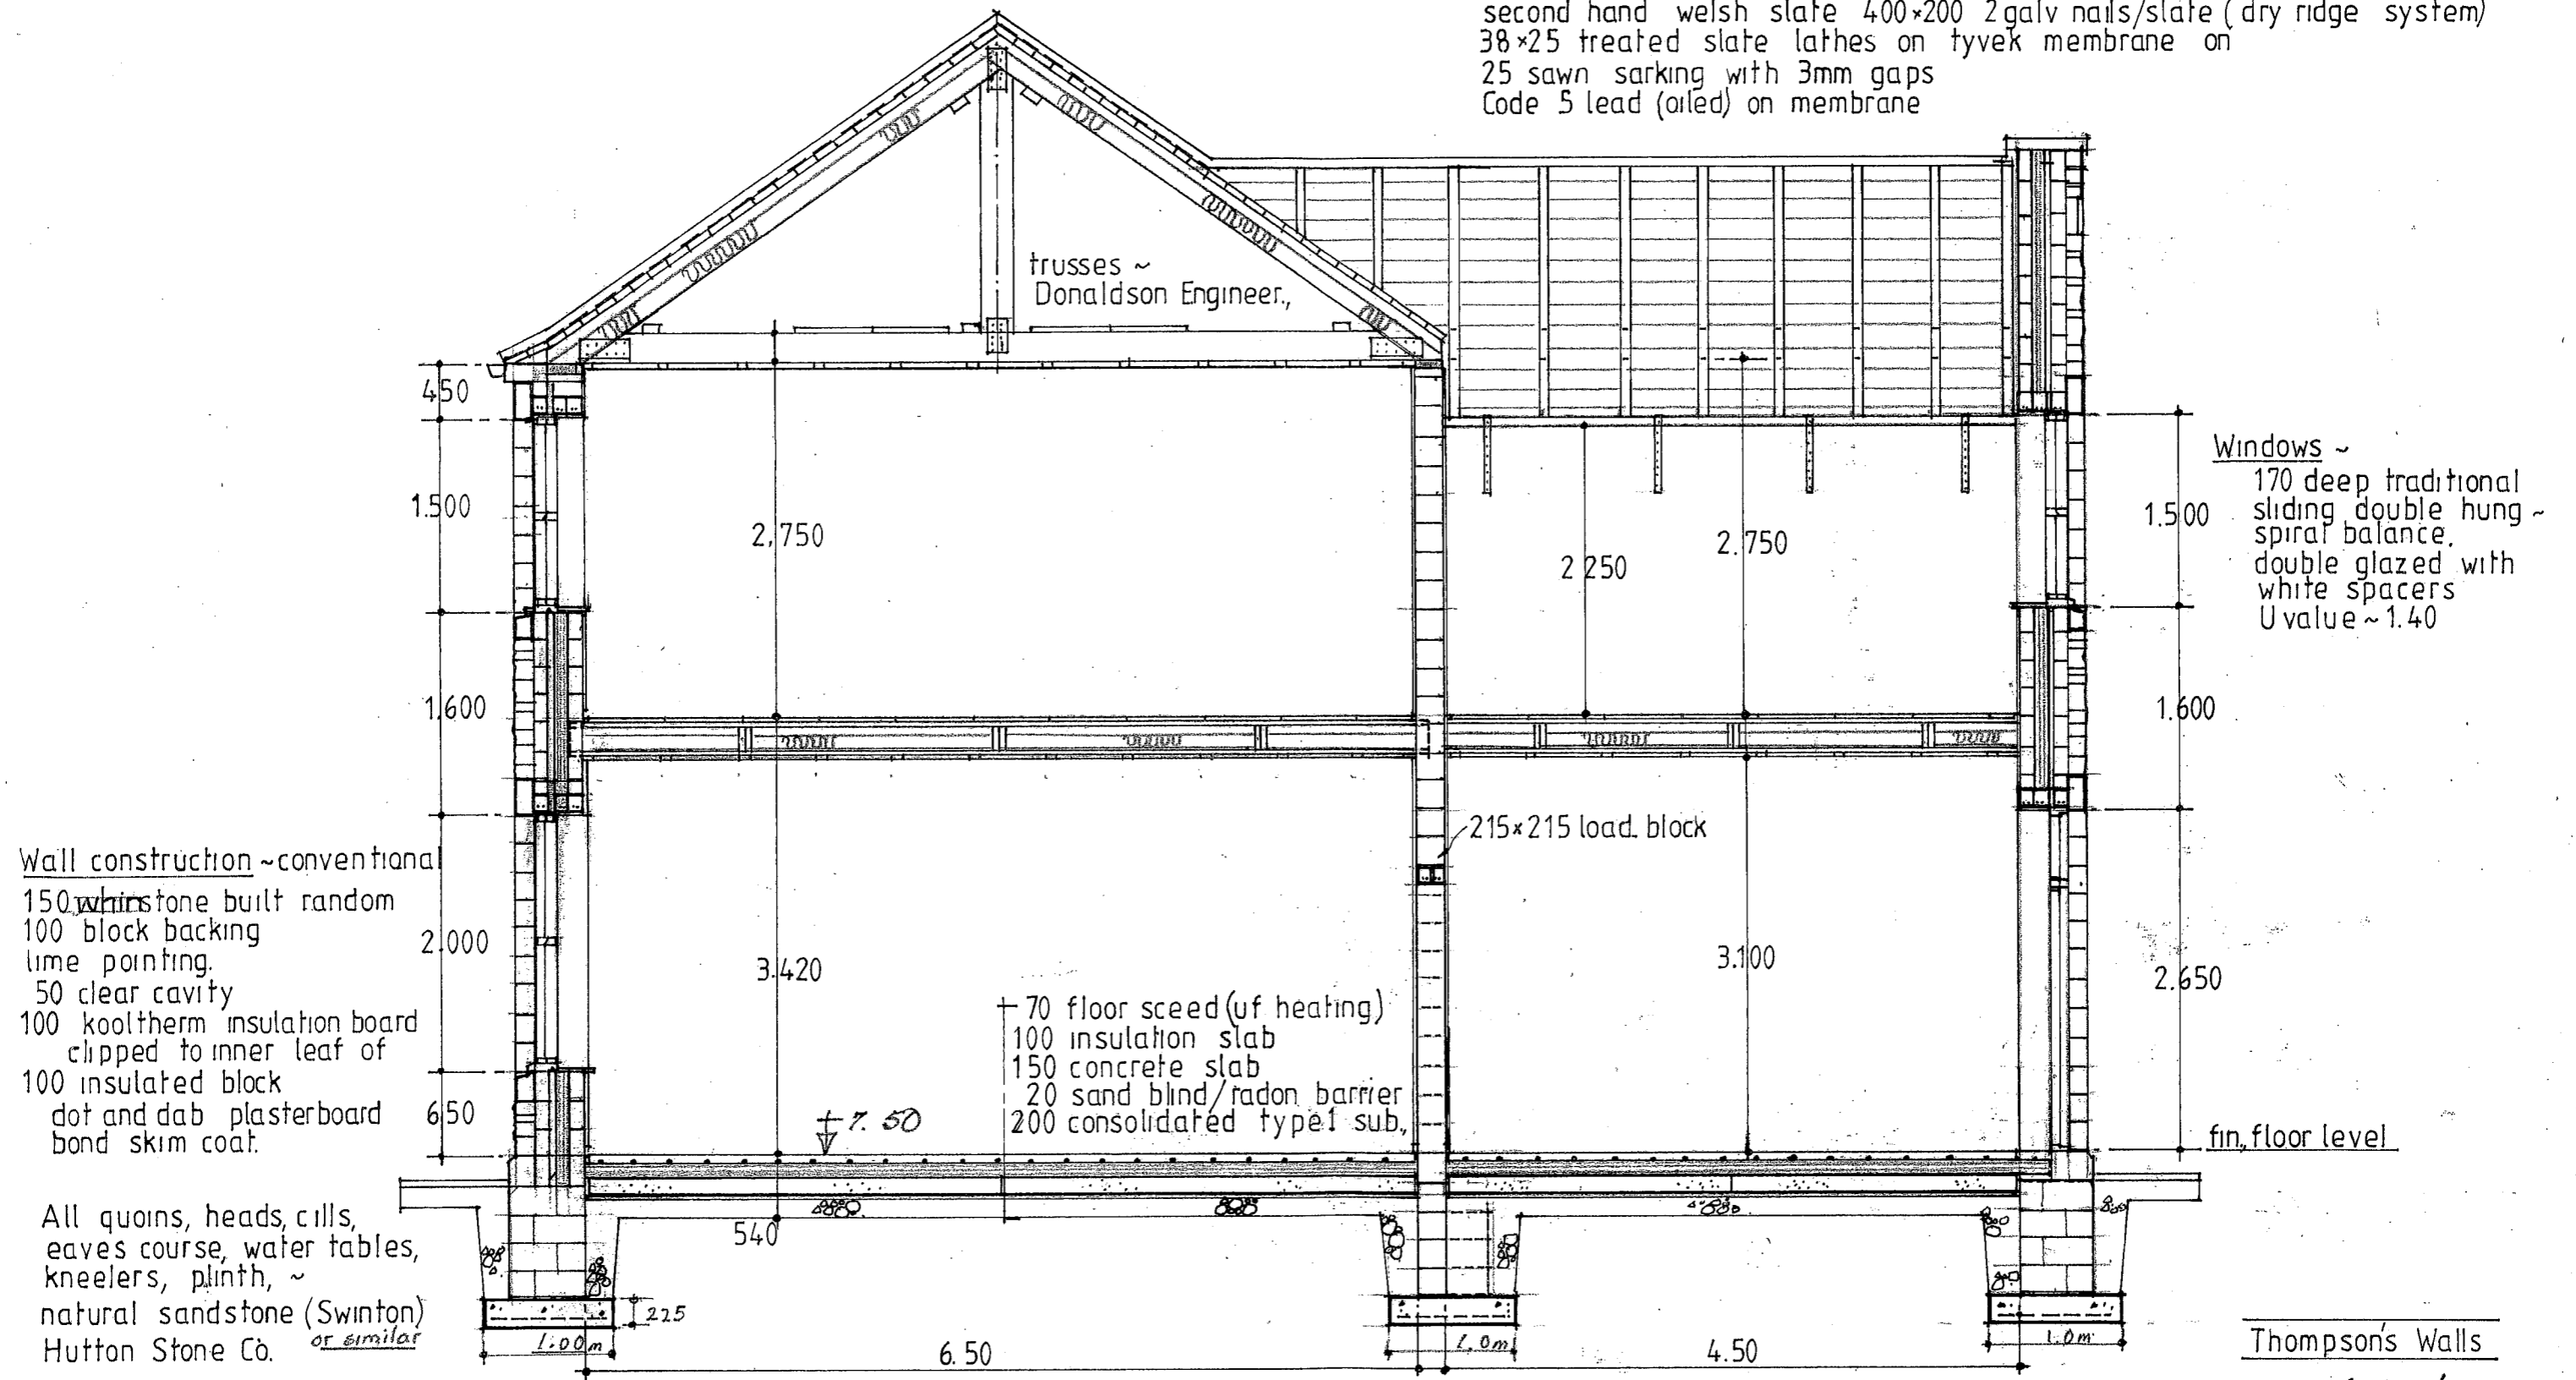 second hand welsh slate 400×200 2galv nails/slate (dry ridge system)
38×25 treated slate lathes on tyvek membrane on
25 sawn sarking with 3mm gaps
Code 5 lead (oiled) on membrane
trusses ~
Donaldson Engineer.,
450
1.500
1.600
2.000
650
2,750
2 250
2.750
1.500
1.600
2.650
Windows ~
170 deep traditional
sliding double hung ~
spiral balance.
double glazed with
white spacers
U value ~ 1.40
215×215 load. block
Wall construction ~conventional
150 whinstone built random
100 block backing
lime pointing.
50 clear cavity
100 kooltherm insulation board
clipped to inner leaf of
100 insulated block
dot and dab plasterboard
bond skim coat.
3.420
3.100
70 floor sceed (uf heating)
100 insulation slab
150 concrete slab
20 sand blind/radon barrier
200 consolidated type1 sub.,
7.50
fin., floor level
All quoins, heads, cills,
eaves course, water tables,
kneelers, plinth, ~
natural sandstone (Swinton)
Hutton Stone Co. or similar
540
225
1.00m
6.50
1.0m
4.50
1.0m
Thompson's Walls